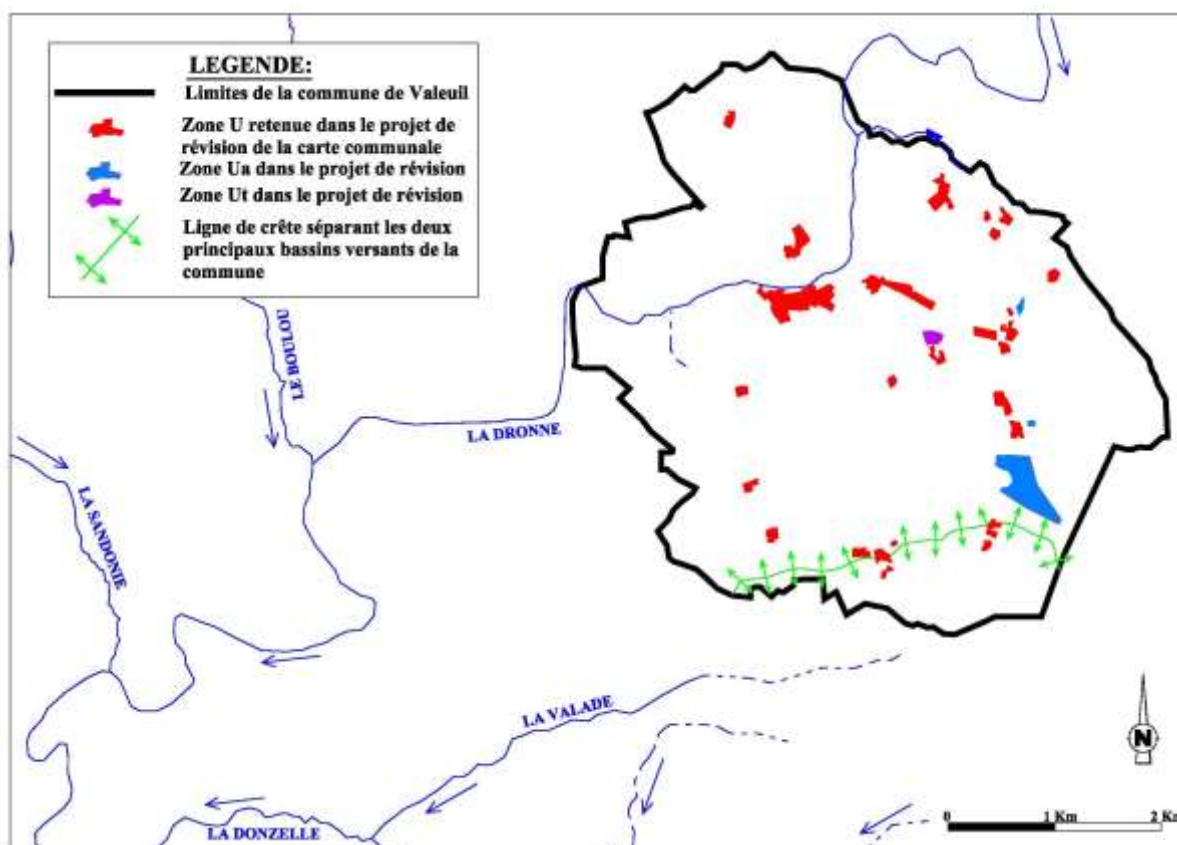 LEGENDE:
Limites de la commune de Valeuil
Zone U retenue dans le projet de
révision de la carte communale
Zone Ua dans le projet de révision
Zone Ut dans le projet de révision
Ligne de crête séparant les deux
principaux bassins versants de la
commune
LE BOULOU
LA DRONNE
LA SANDONIE
LA VALADE
LA DONZELLE
N
0 1 Km 2 Km